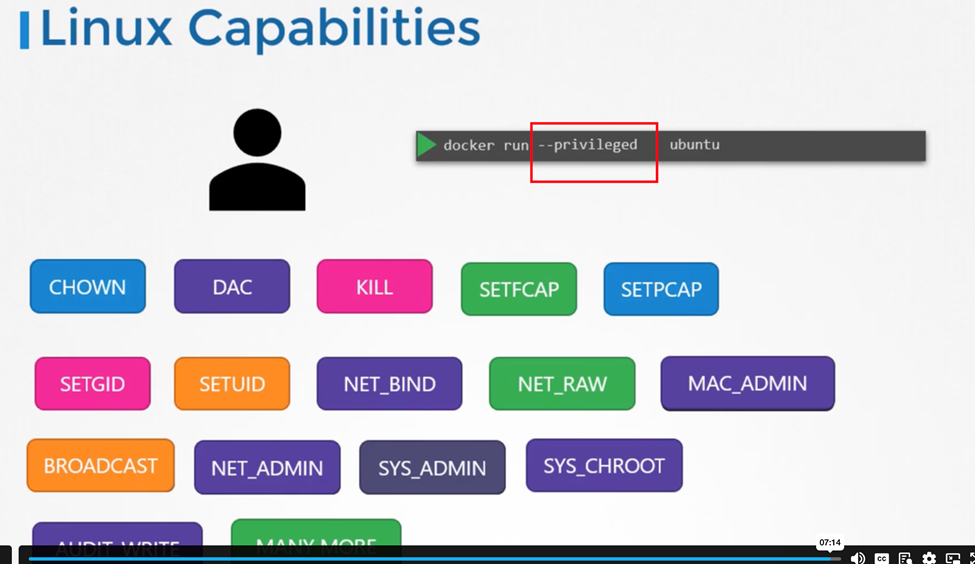 Linux Capabilities
docker run --privileged ubuntu
CHOWN DAC KILL SETFCAP SETPCAP
SETGID SETUID NET_BIND NET_RAW MAC_ADMIN
BROADCAST NET_ADMIN SYS_ADMIN SYS_CHROOT
AUDIT_WRITE MANY MORE
07:14
CC